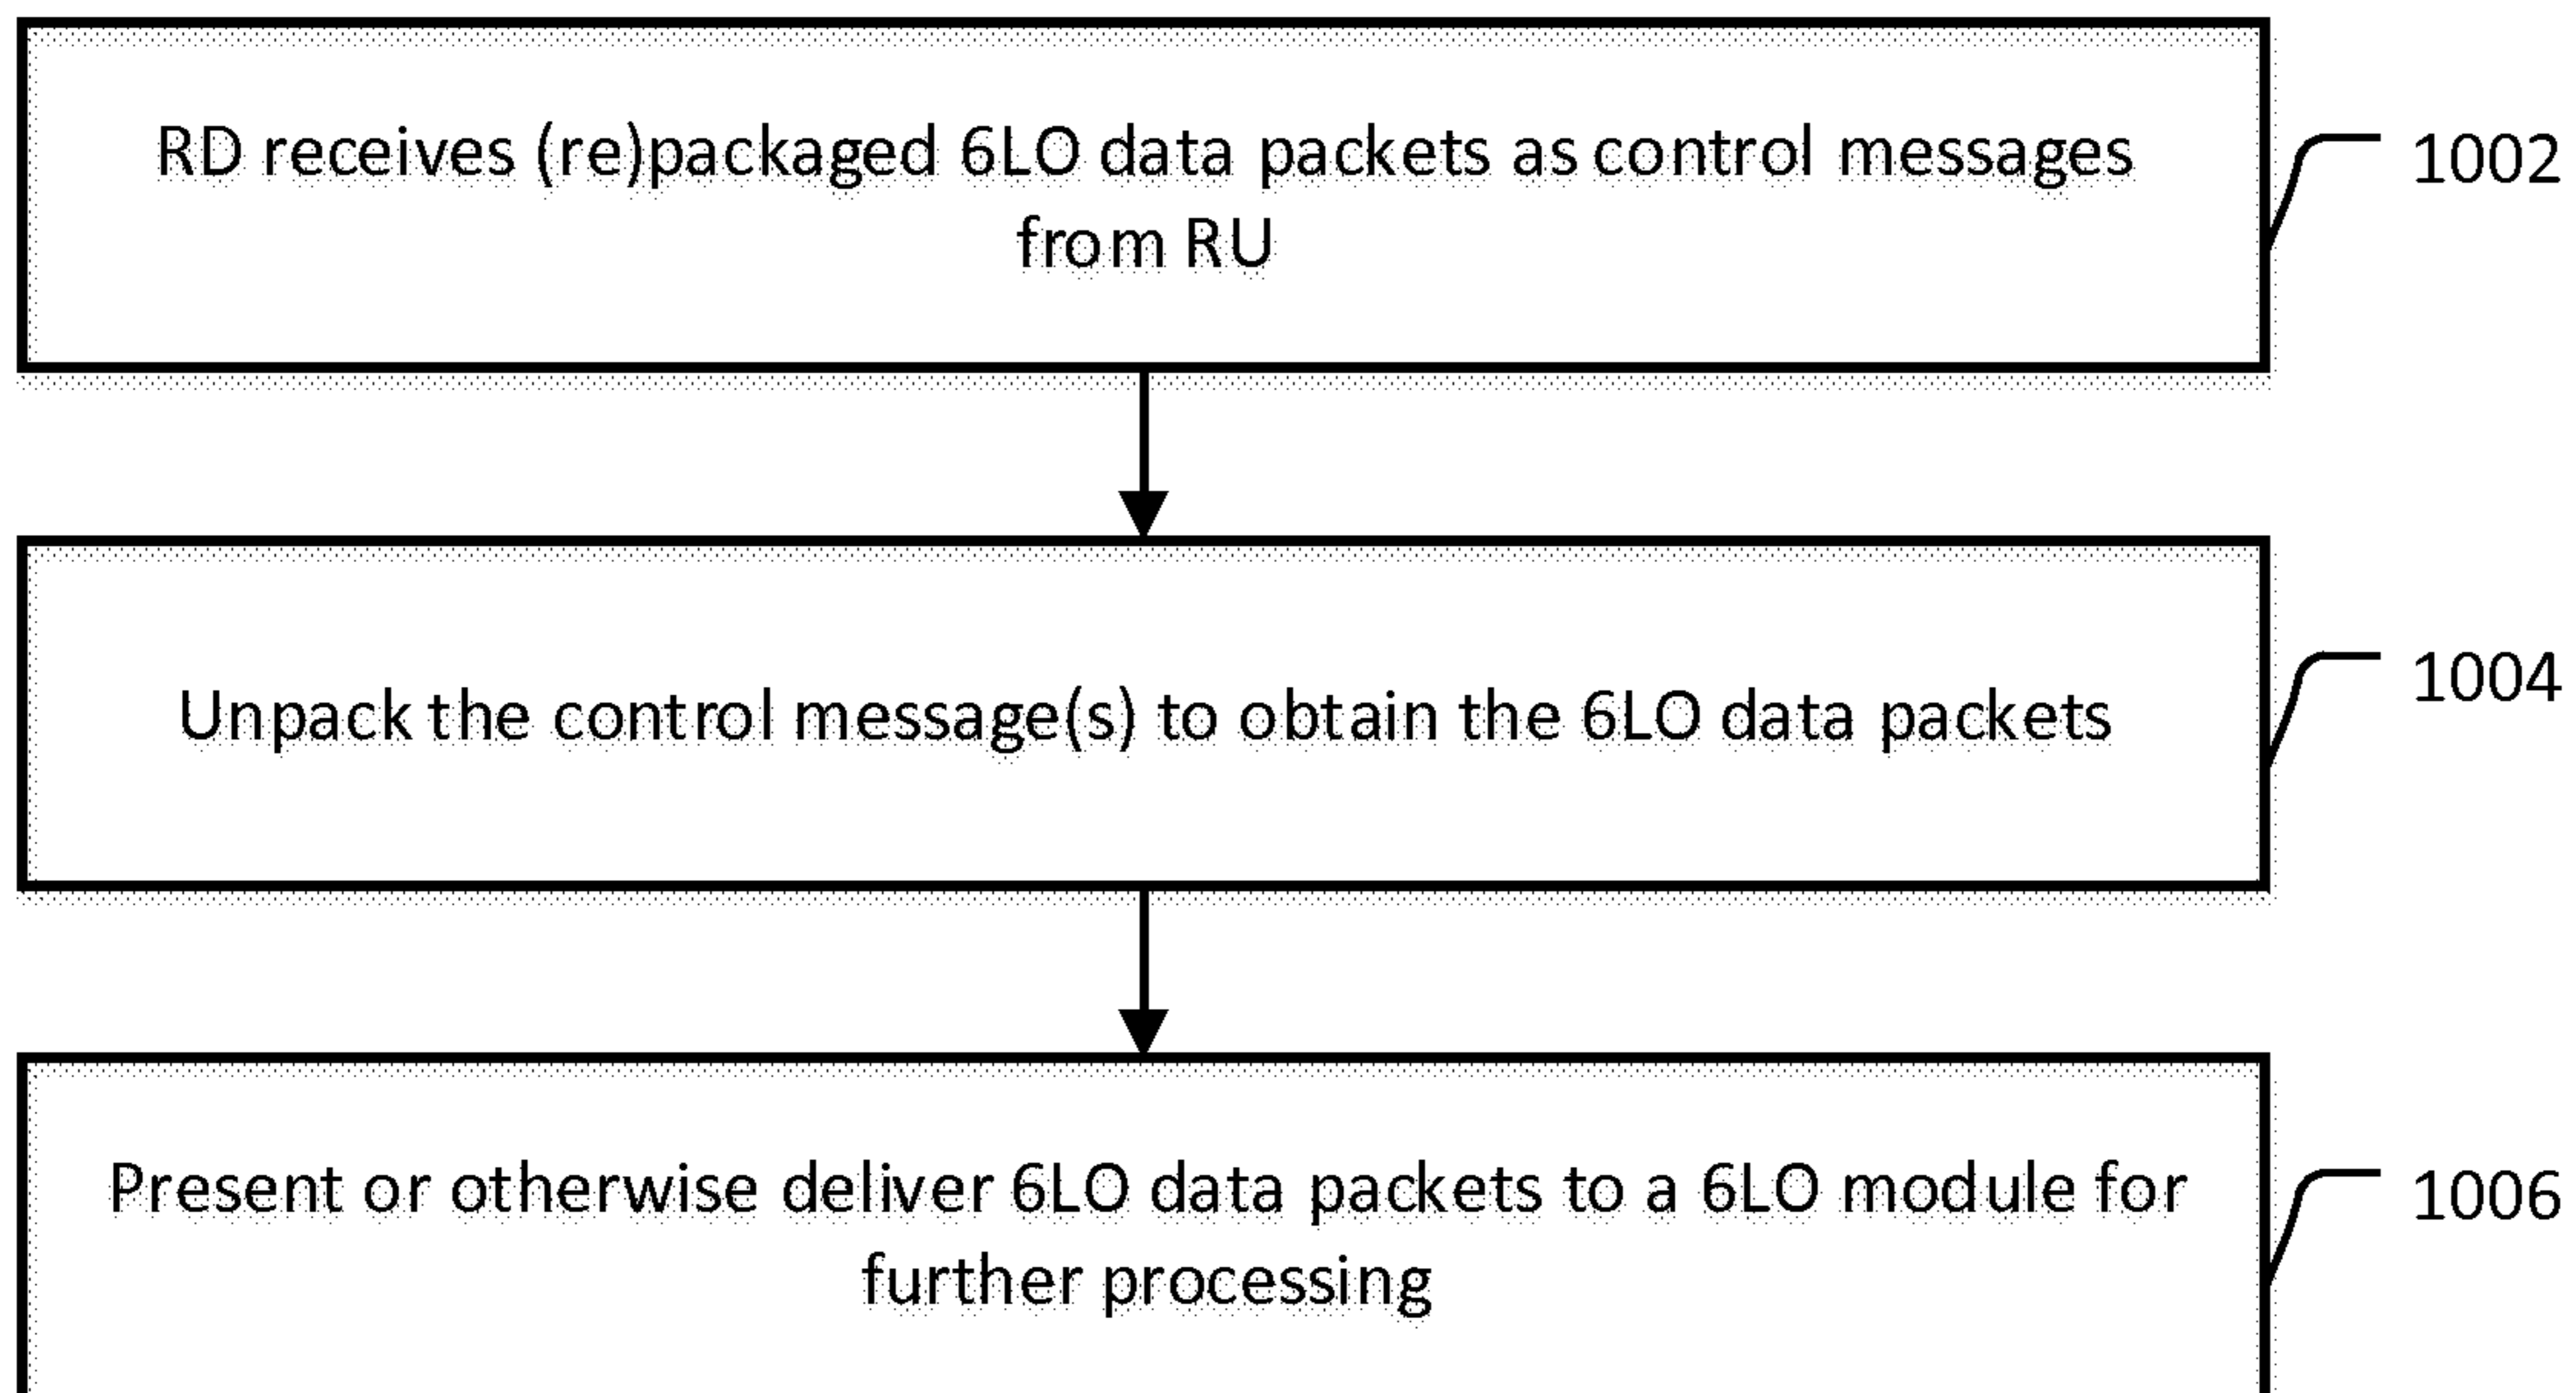 RD receives (re)packaged 6LO data packets as control messages
from RU
1002
Unpack the control message(s) to obtain the 6LO data packets
1004
Present or otherwise deliver 6LO data packets to a 6LO module for
further processing
1006